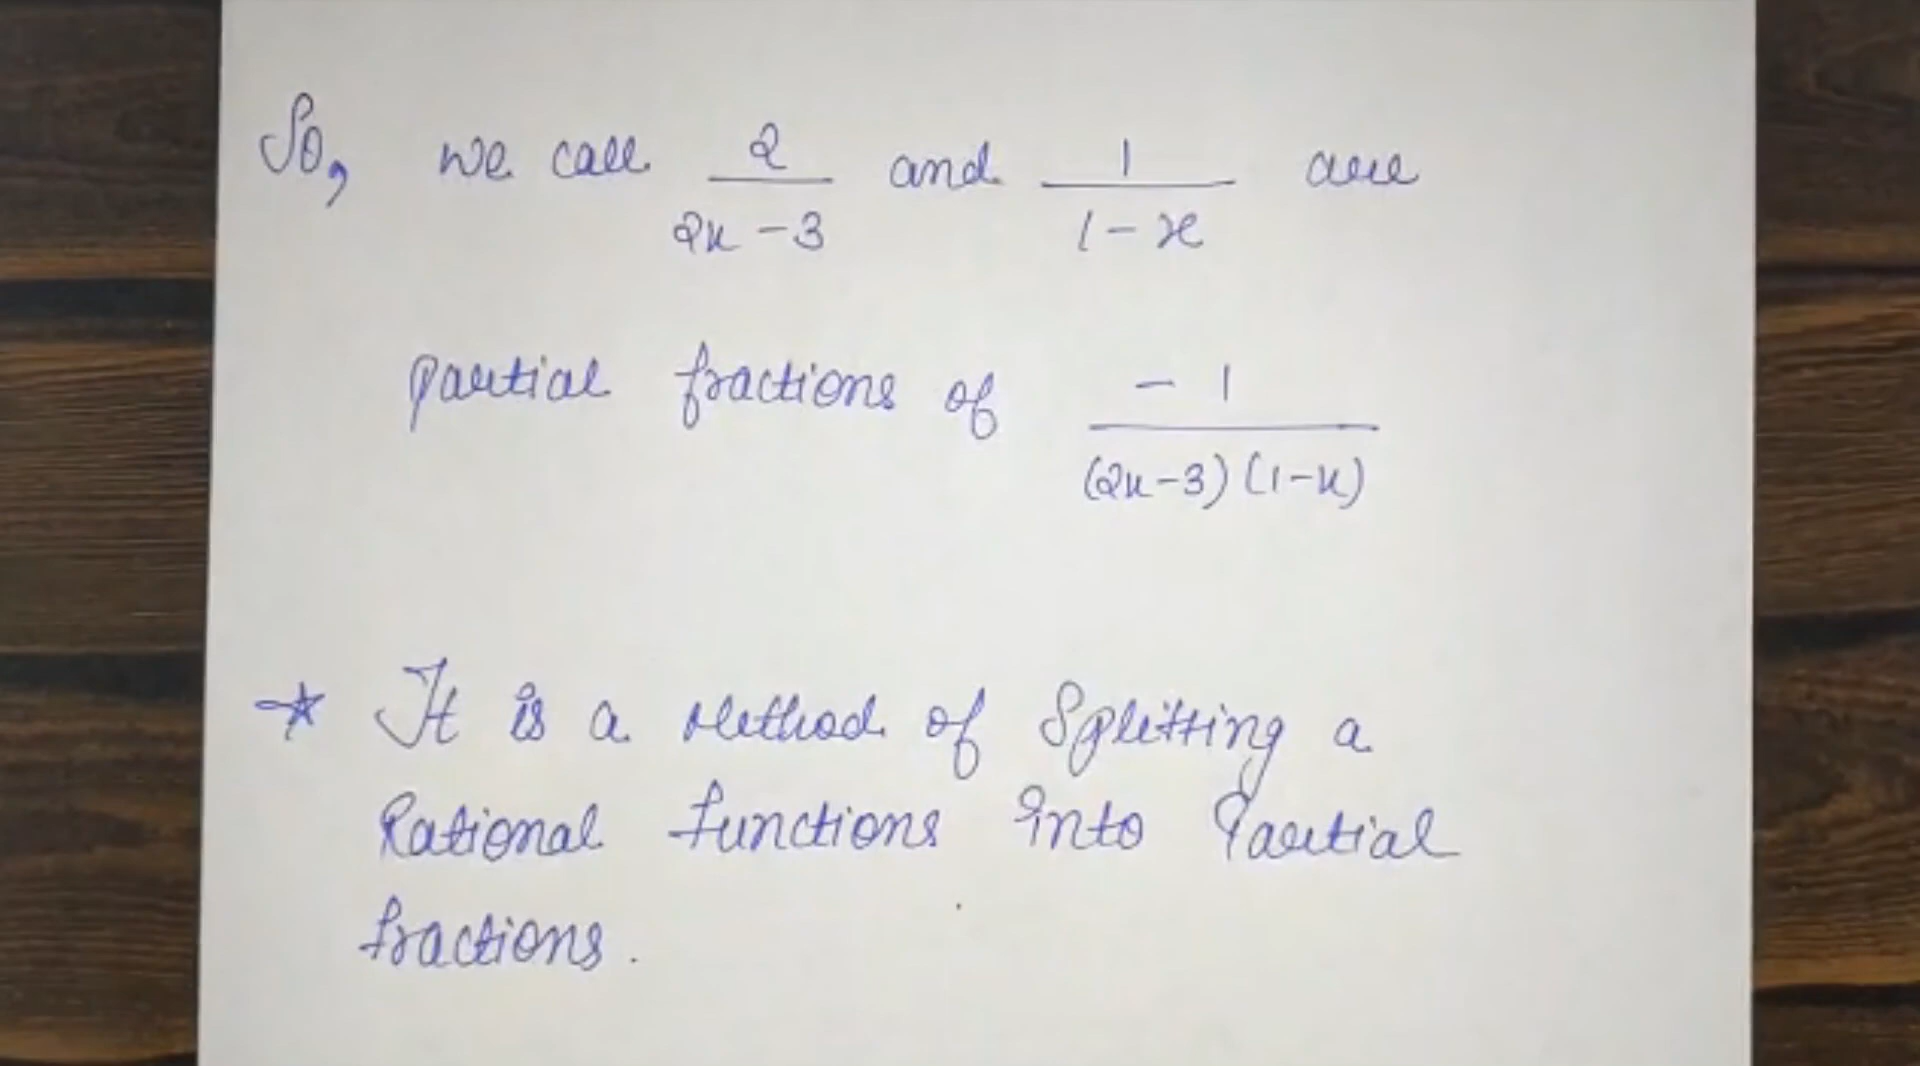 So, we call 2/(2x-3) and 1/(1-x) are
partial fractions of -1/((2x-3)(1-x))
* It is a Method of Splitting a
Rational functions into Partial
fractions.